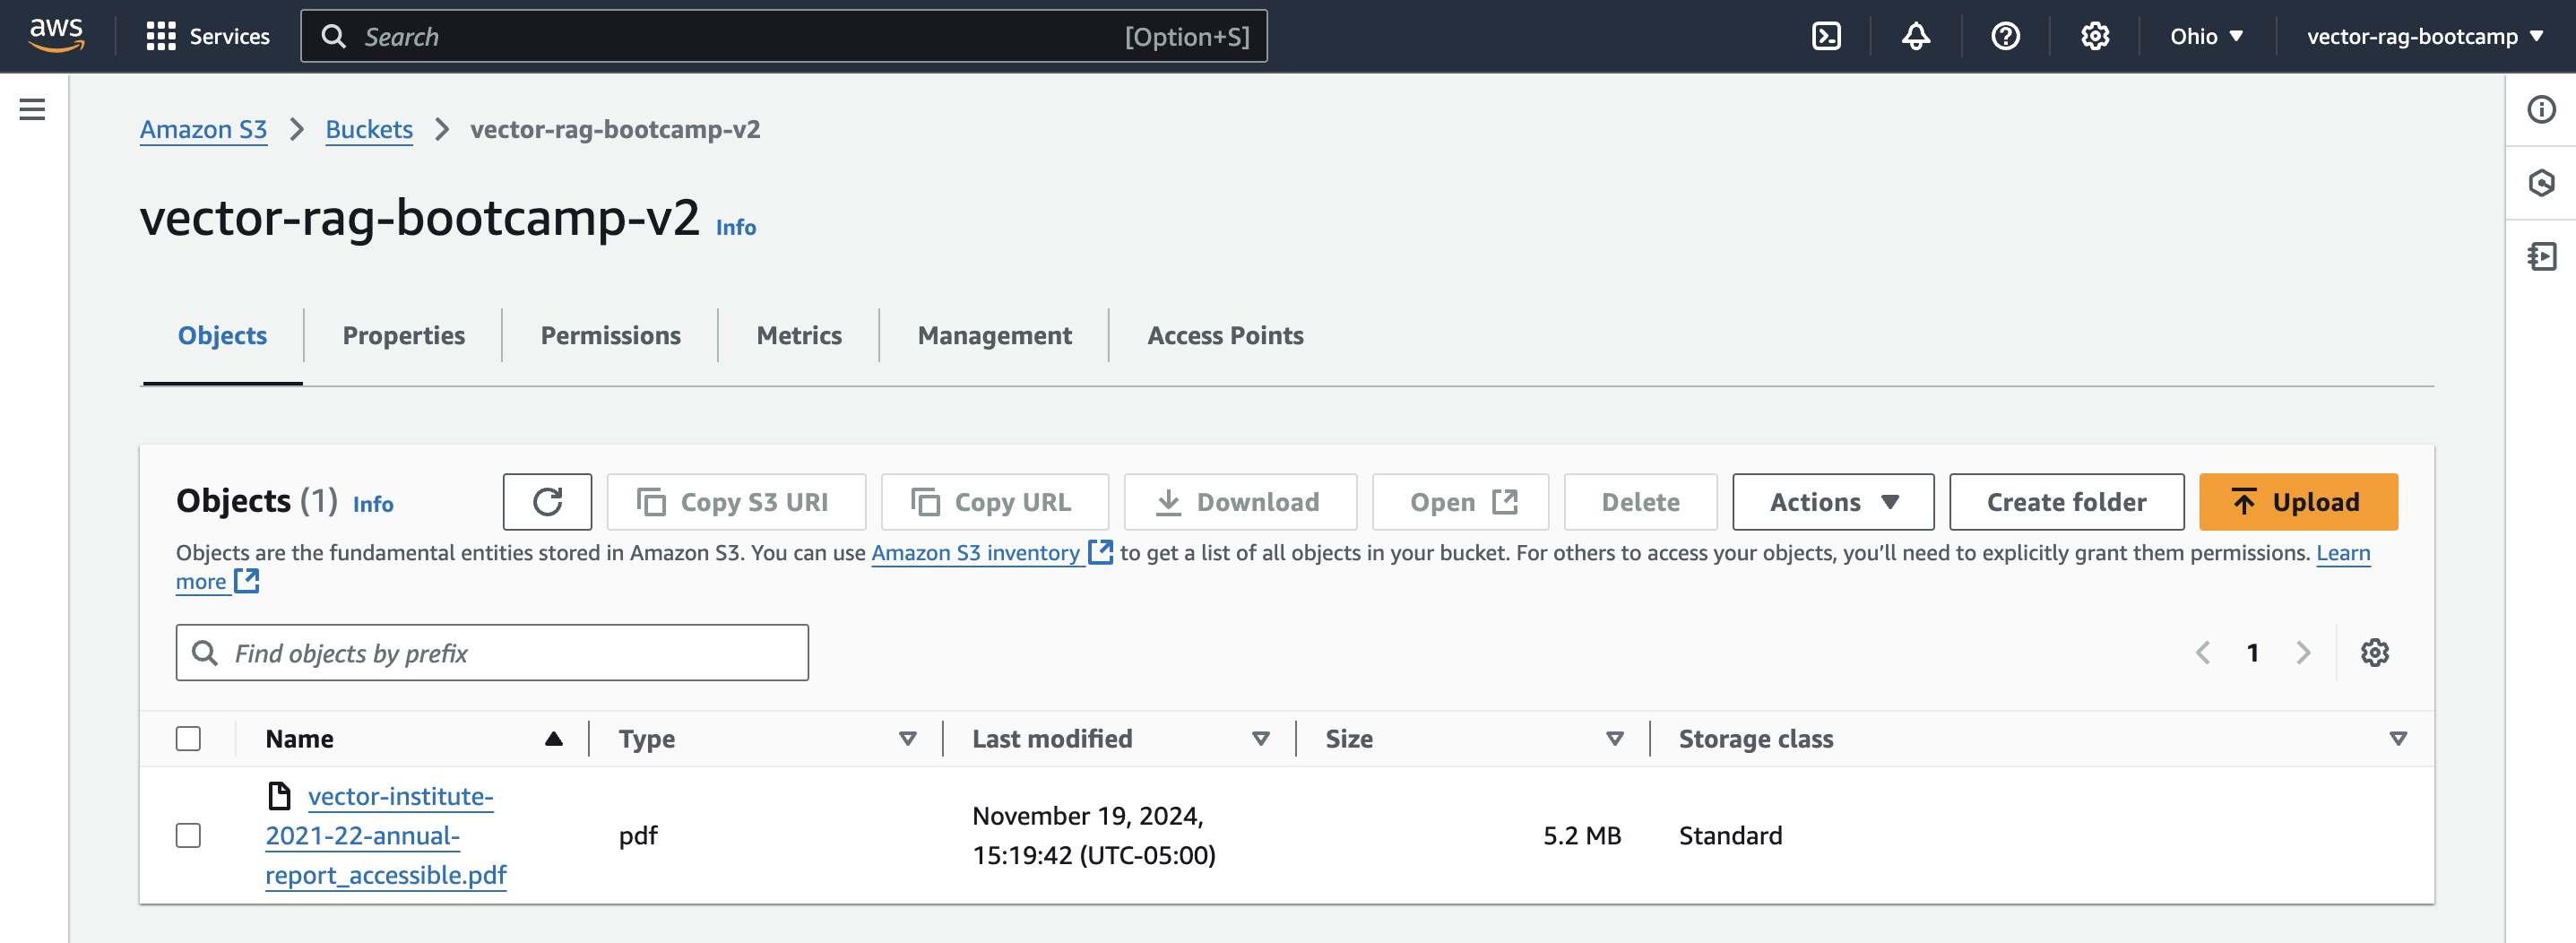 aws Services Search [Option+S] Ohio vector-rag-bootcamp
Amazon S3 Buckets vector-rag-bootcamp-v2
vector-rag-bootcamp-v2 Info
Objects Properties Permissions Metrics Management Access Points
Objects (1) Info Copy S3 URI Copy URL Download Open Delete Actions Create folder Upload
Objects are the fundamental entities stored in Amazon S3. You can use Amazon S3 inventory to get a list of all objects in your bucket. For others to access your objects, you’ll need to explicitly grant them permissions. Learn
more
Find objects by prefix 1
Name Type Last modified Size Storage class
vector-institute-
2021-22-annual-
report_accessible.pdf
pdf
November 19, 2024,
15:19:42 (UTC-05:00)
5.2 MB
Standard